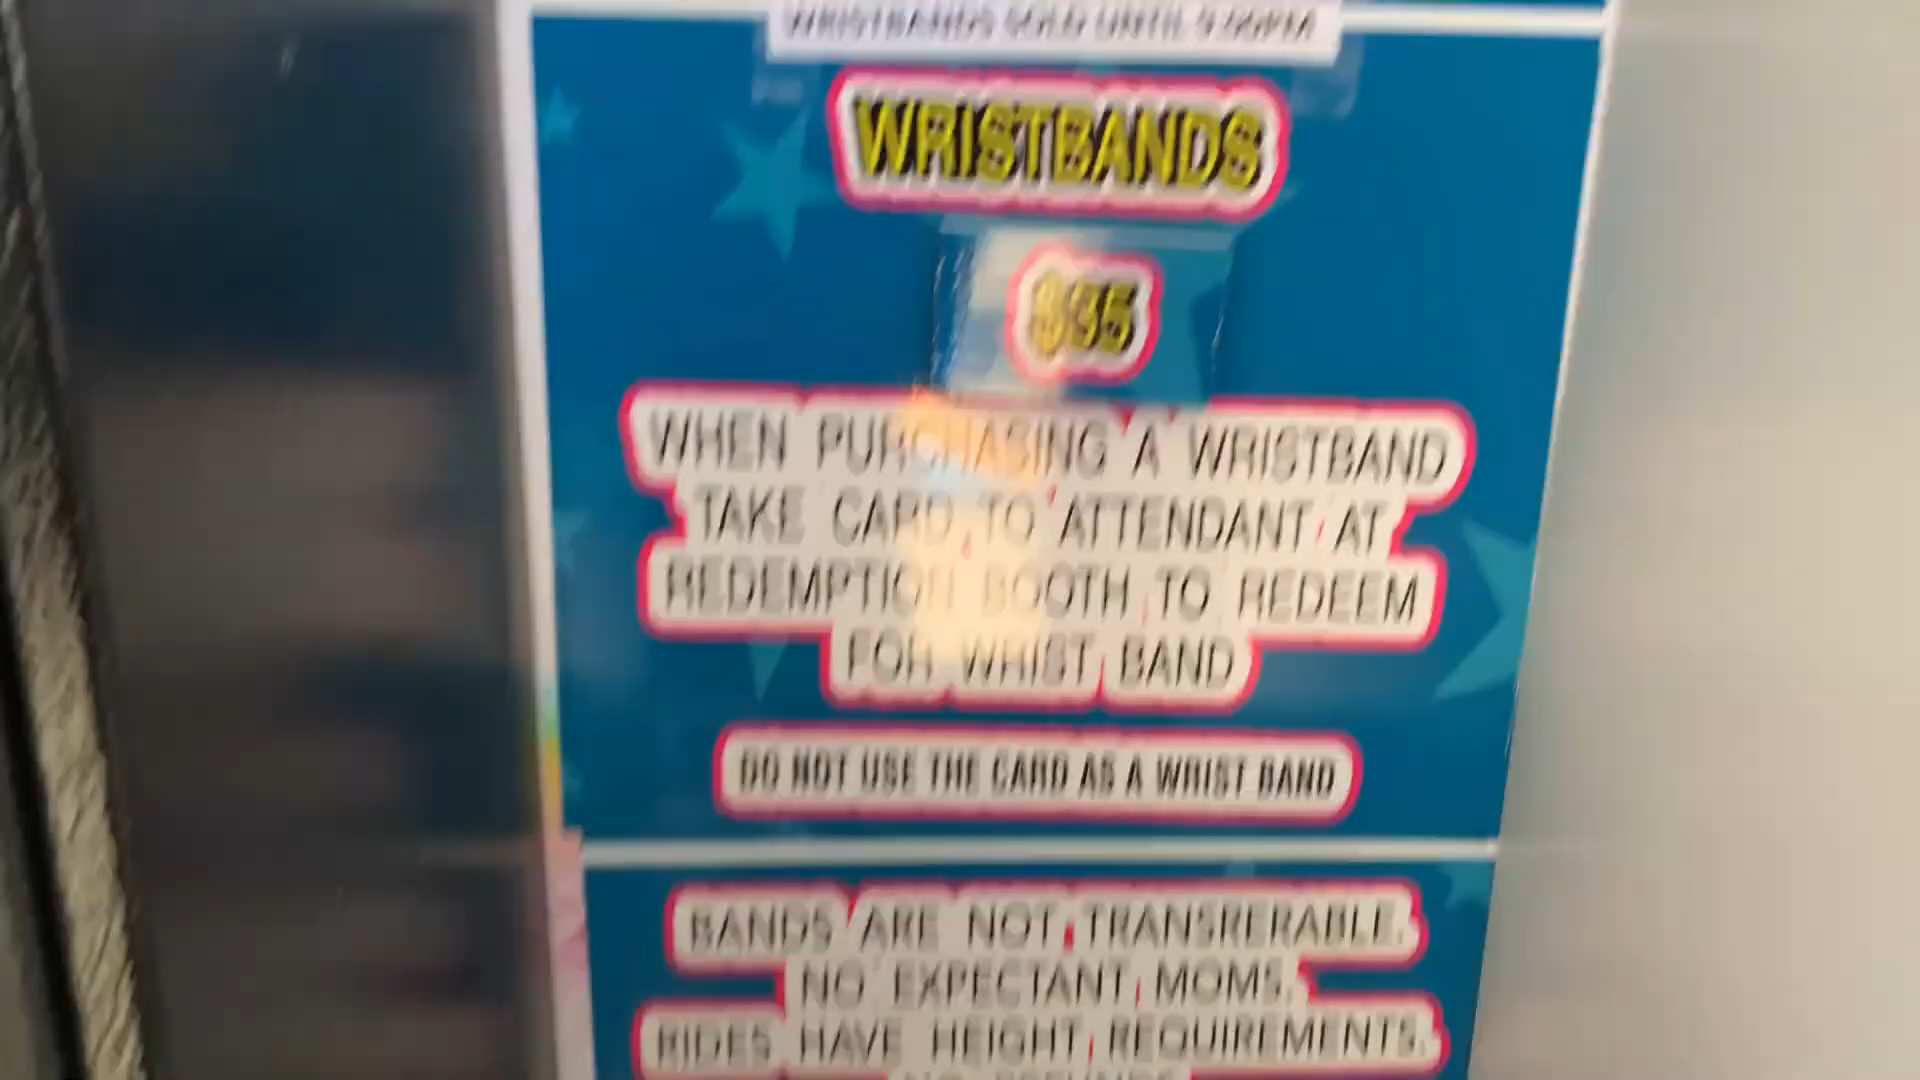 WRISTBANDS SOLD UNTIL 9:00PM
WRISTBANDS
$35
WHEN PURCHASING A WRISTBAND
TAKE CARD TO ATTENDANT AT
REDEMPTION BOOTH TO REDEEM
FOR WRIST BAND
DO NOT USE THE CARD AS A WRIST BAND
BANDS ARE NOT TRANSRERABLE.
NO EXPECTANT MOMS.
RIDES HAVE HEIGHT REQUIREMENTS.